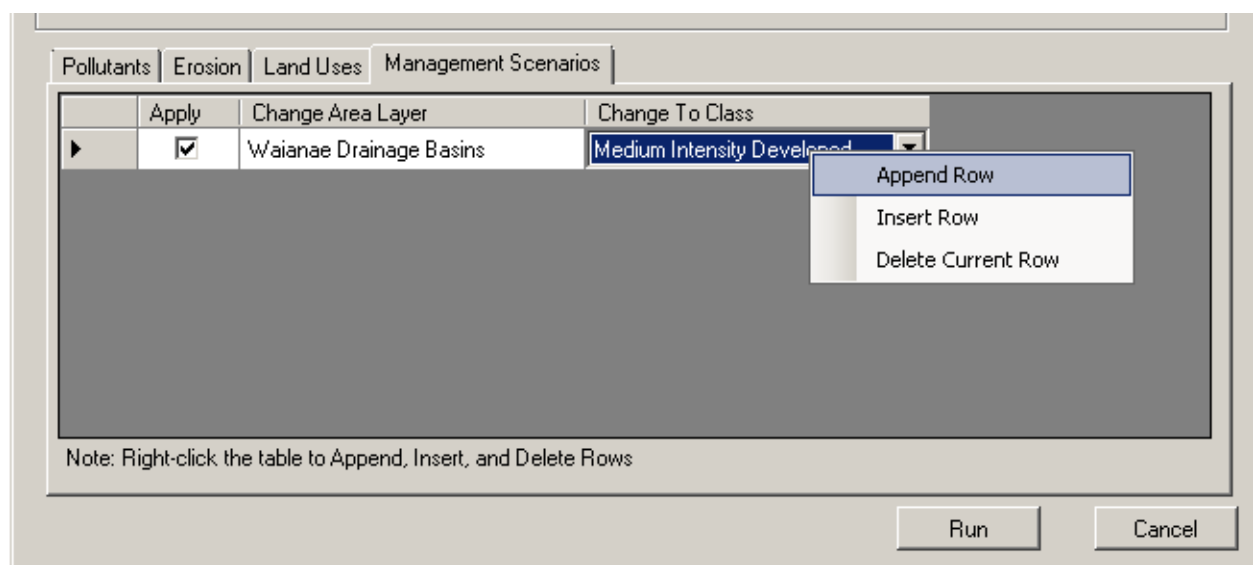 Pollutants Erosion Land Uses Management Scenarios
Apply Change Area Layer Change To Class
Waianae Drainage Basins Medium Intensity Developed
Append Row
Insert Row
Delete Current Row
Note: Right-click the table to Append, Insert, and Delete Rows
Run Cancel